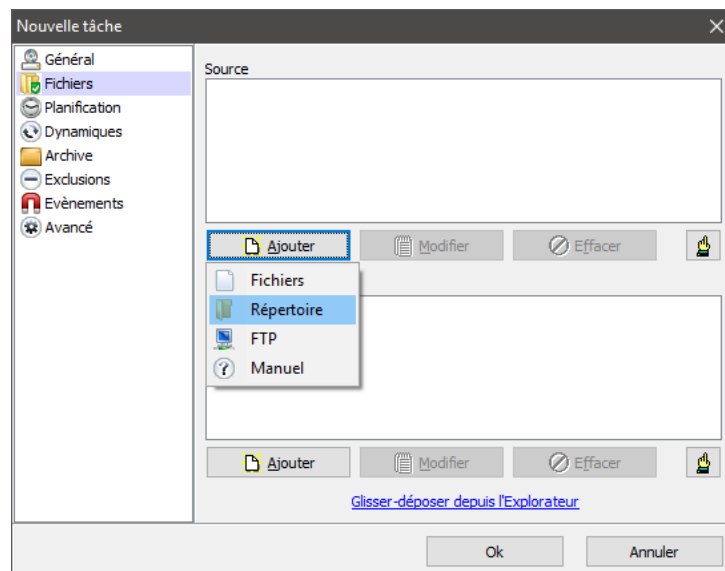 Nouvelle tâche
Général
Fichiers
Planification
Dynamiques
Archive
Exclusions
Evènements
Avancé
Source
Ajouter Modifier Effacer
Fichiers
Répertoire
FTP
Manuel
Ajouter Modifier Effacer
Glisser-déposer depuis l'Explorateur
Ok Annuler